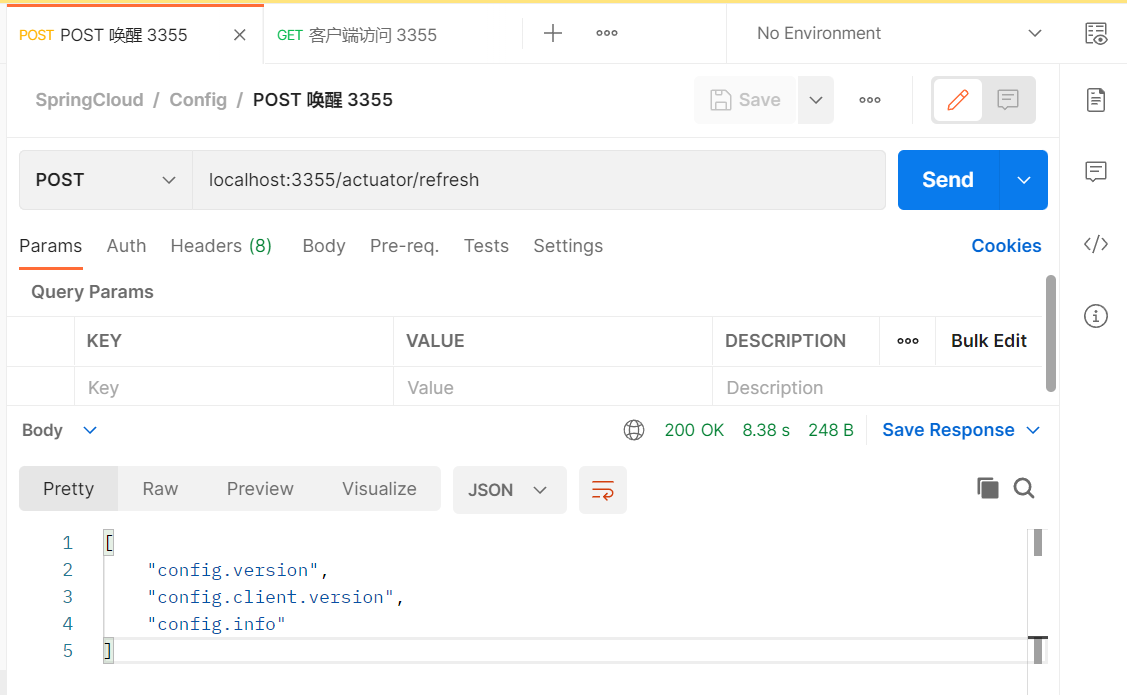 POST POST 唤醒 3355
GET 客户端访问 3355
No Environment
SpringCloud / Config / POST 唤醒 3355
Save
POST
localhost:3355/actuator/refresh
Send
Params Auth Headers (8) Body Pre-req. Tests Settings
Cookies
Query Params
KEY VALUE DESCRIPTION Bulk Edit
Key Value Description
Body
200 OK 8.38 s 248 B Save Response
Pretty Raw Preview Visualize JSON
1 [
2 "config.version",
3 "config.client.version",
4 "config.info"
5 ]